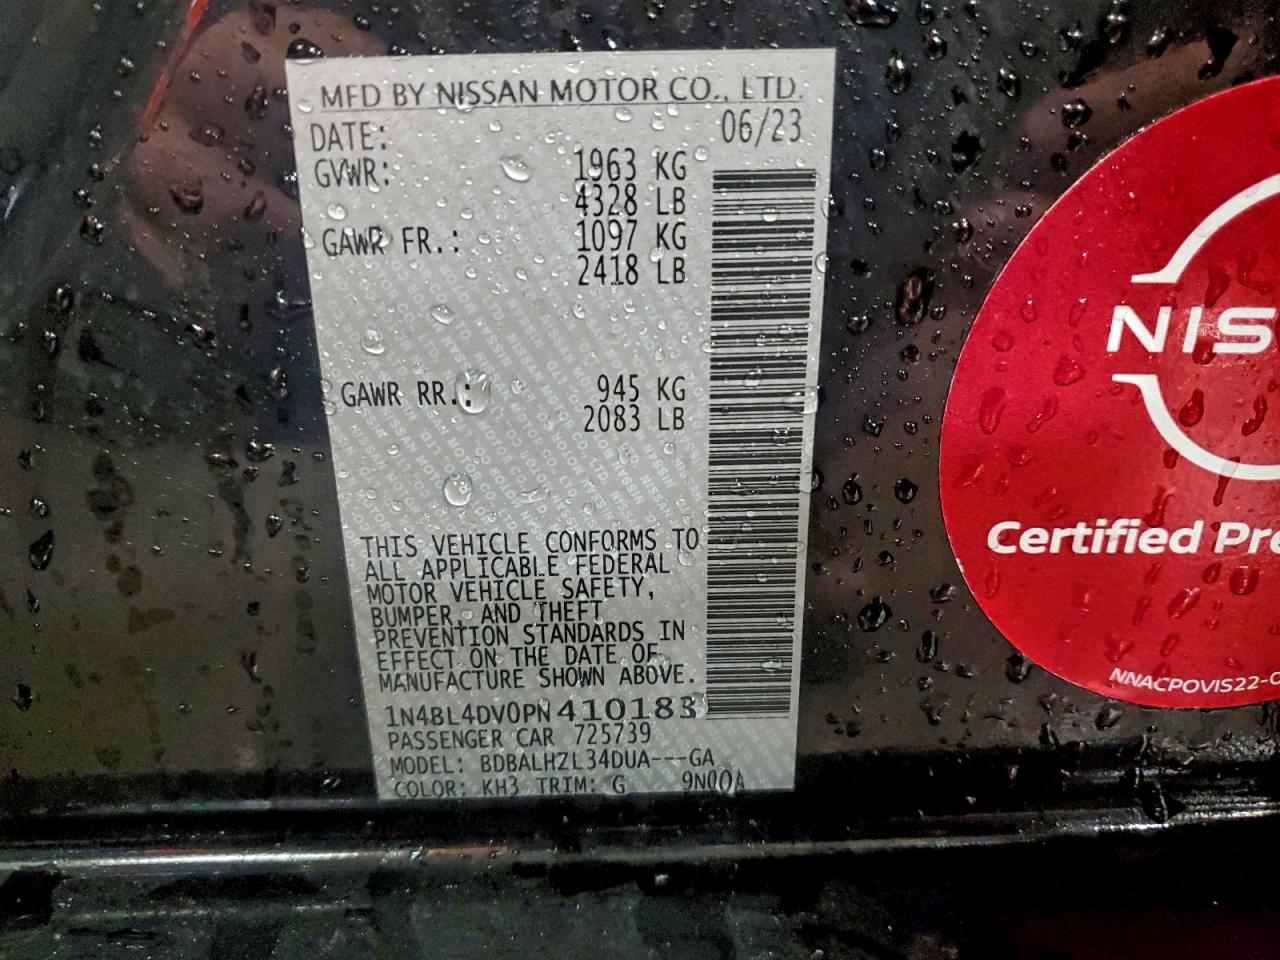 MFD BY NISSAN MOTOR CO., LTD.
DATE: 06/23
GVWR: 1963 KG
4328 LB
GAWR FR.: 1097 KG
2418 LB
GAWR RR.: 945 KG
2083 LB
THIS VEHICLE CONFORMS TO
ALL APPLICABLE FEDERAL
MOTOR VEHICLE SAFETY,
BUMPER, AND THEFT
PREVENTION STANDARDS IN
EFFECT ON THE DATE OF
MANUFACTURE SHOWN ABOVE.
1N4BL4DV0PN410183
PASSENGER CAR 725739
MODEL: BDBALHZL34DUA---GA
COLOR: KH3 TRIM: G 9N00A
NIS
Certified Pre
NNACPOVIS22-0